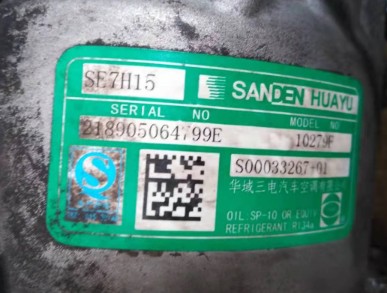 SE7H15 SANDEN HUAYU
SERIAL NO MODEL NO
218905064799E 10279F
S00033267+01
华域三电汽车空调有限公司
OIL:SP-10 OR EQUIV
REFRIGERANT:R134a